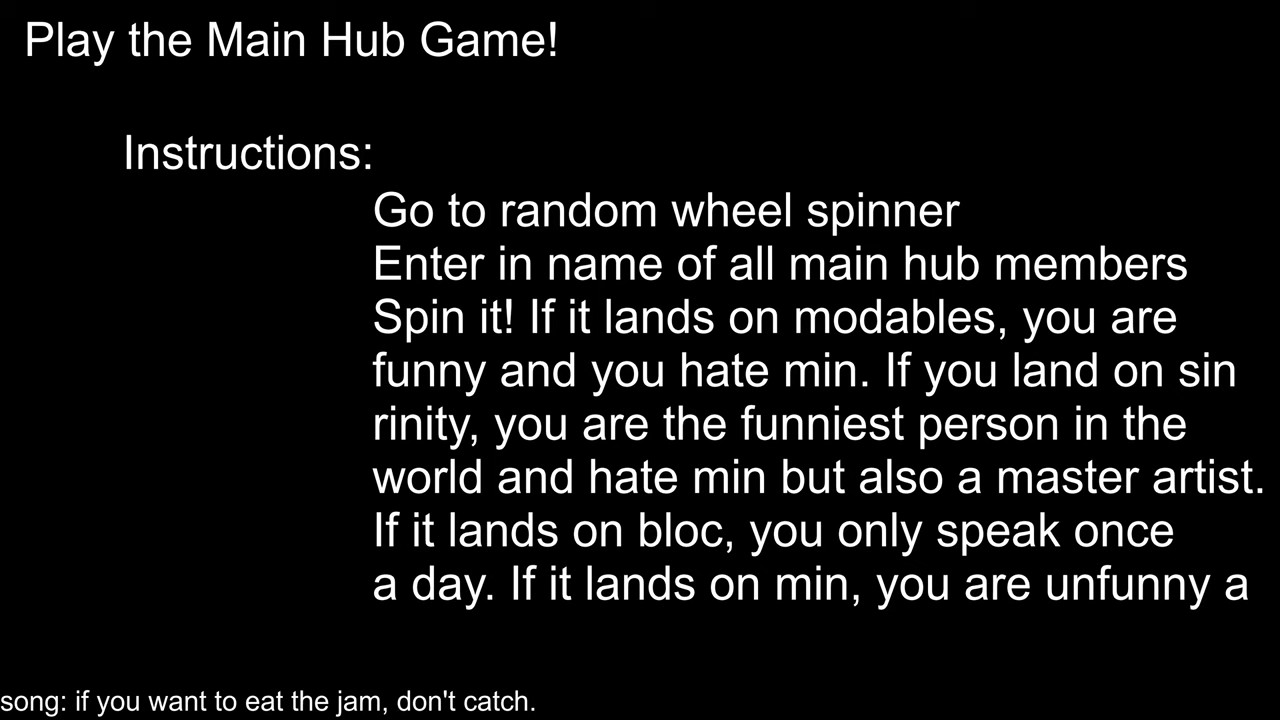 Play the Main Hub Game!
Instructions:
Go to random wheel spinner
Enter in name of all main hub members
Spin it! If it lands on modables, you are
funny and you hate min. If you land on sin
rinity, you are the funniest person in the
world and hate min but also a master artist.
If it lands on bloc, you only speak once
a day. If it lands on min, you are unfunny a
song: if you want to eat the jam, don't catch.